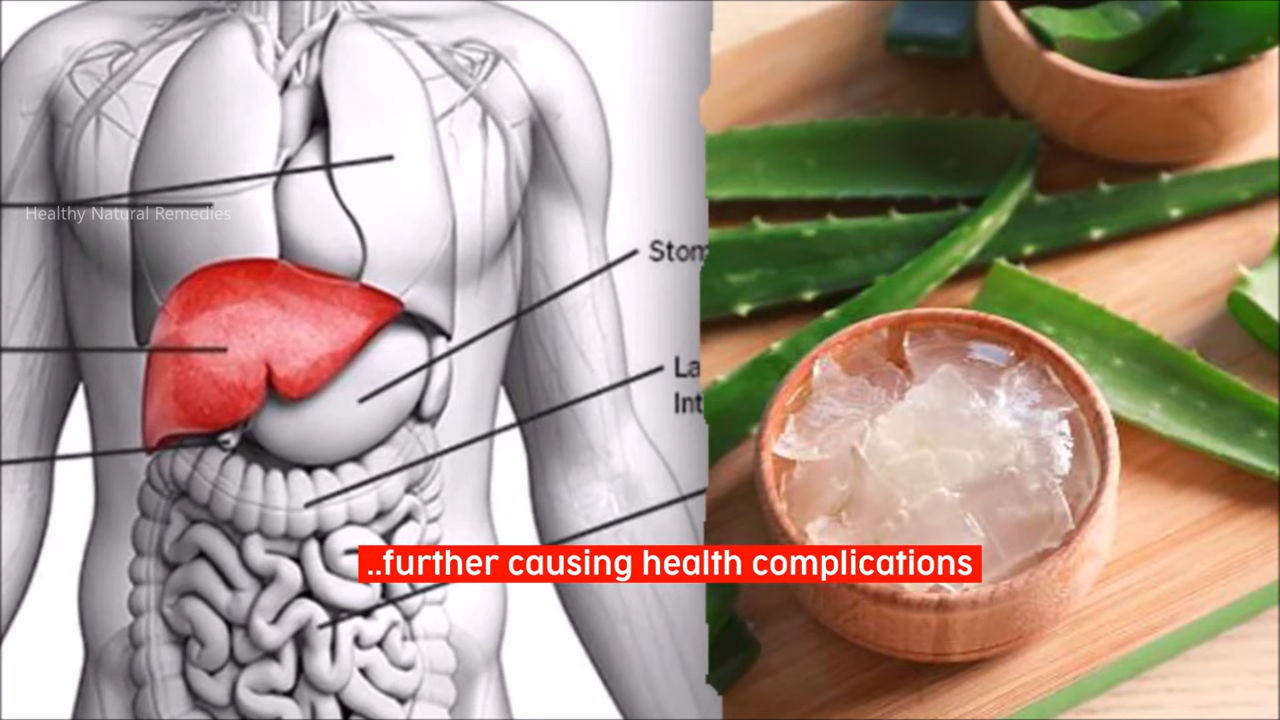 Healthy Natural Remedies
..further causing health complications